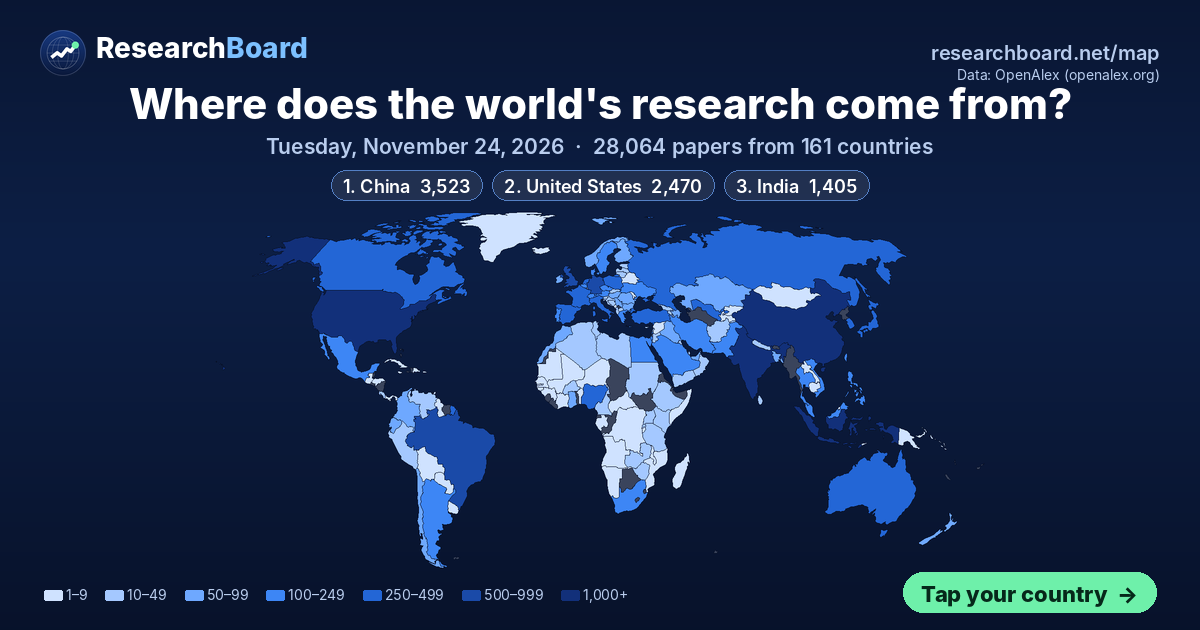 ResearchBoard
researchboard.net/map
Data: OpenAlex (openalex.org)
Where does the world's research come from?
Tuesday, November 24, 2026 · 28,064 papers from 161 countries
1. China 3,523
2. United States 2,470
3. India 1,405
1–9
10–49
50–99
100–249
250–499
500–999
1,000+
Tap your country →